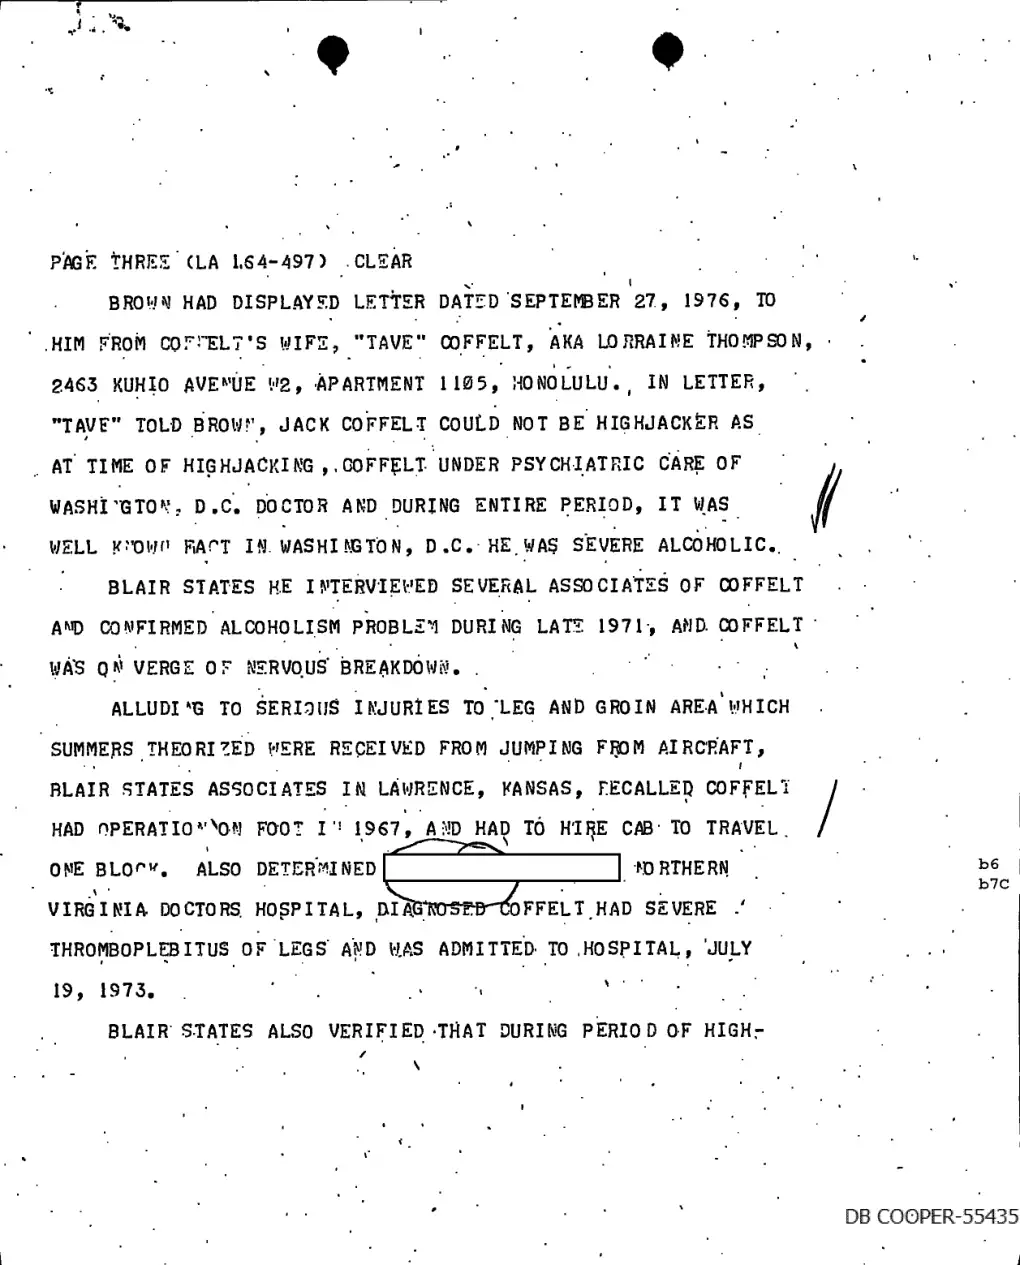 PAGE THREE (LA 164-497) CLEAR
BROWN HAD DISPLAYED LETTER DATED SEPTEMBER 27, 1976, TO
HIM FROM COFFELT'S WIFE, "TAVE" COFFELT, AKA LORRAINE THOMPSON,
2463 KUHIO AVENUE W2, APARTMENT 1105, HONOLULU. IN LETTER,
"TAVE" TOLD BROWN, JACK COFFELT COULD NOT BE HIGHJACKER AS
AT TIME OF HIGHJACKING, COFFELT UNDER PSYCHIATRIC CARE OF
WASHINGTON, D.C. DOCTOR AND DURING ENTIRE PERIOD, IT WAS
WELL KNOWN FACT IN WASHINGTON, D.C. HE WAS SEVERE ALCOHOLIC.
BLAIR STATES HE INTERVIEWED SEVERAL ASSOCIATES OF COFFELT
AND CONFIRMED ALCOHOLISM PROBLEM DURING LATE 1971, AND COFFELT
WAS ON VERGE OF NERVOUS BREAKDOWN.
ALLUDING TO SERIOUS INJURIES TO LEG AND GROIN AREA WHICH
SUMMERS THEORIZED WERE RECEIVED FROM JUMPING FROM AIRCRAFT,
BLAIR STATES ASSOCIATES IN LAWRENCE, KANSAS, RECALLED COFFELT
HAD OPERATION ON FOOT IN 1967, AND HAD TO HIRE CAB TO TRAVEL
ONE BLOCK. ALSO DETERMINED NORTHERN b6
b7C
VIRGINIA DOCTORS HOSPITAL, DIAGNOSED COFFELT HAD SEVERE
THROMBOPLEBITUS OF LEGS AND WAS ADMITTED TO HOSPITAL, JULY
19, 1973.
BLAIR STATES ALSO VERIFIED THAT DURING PERIOD OF HIGH-
DB COOPER-55435